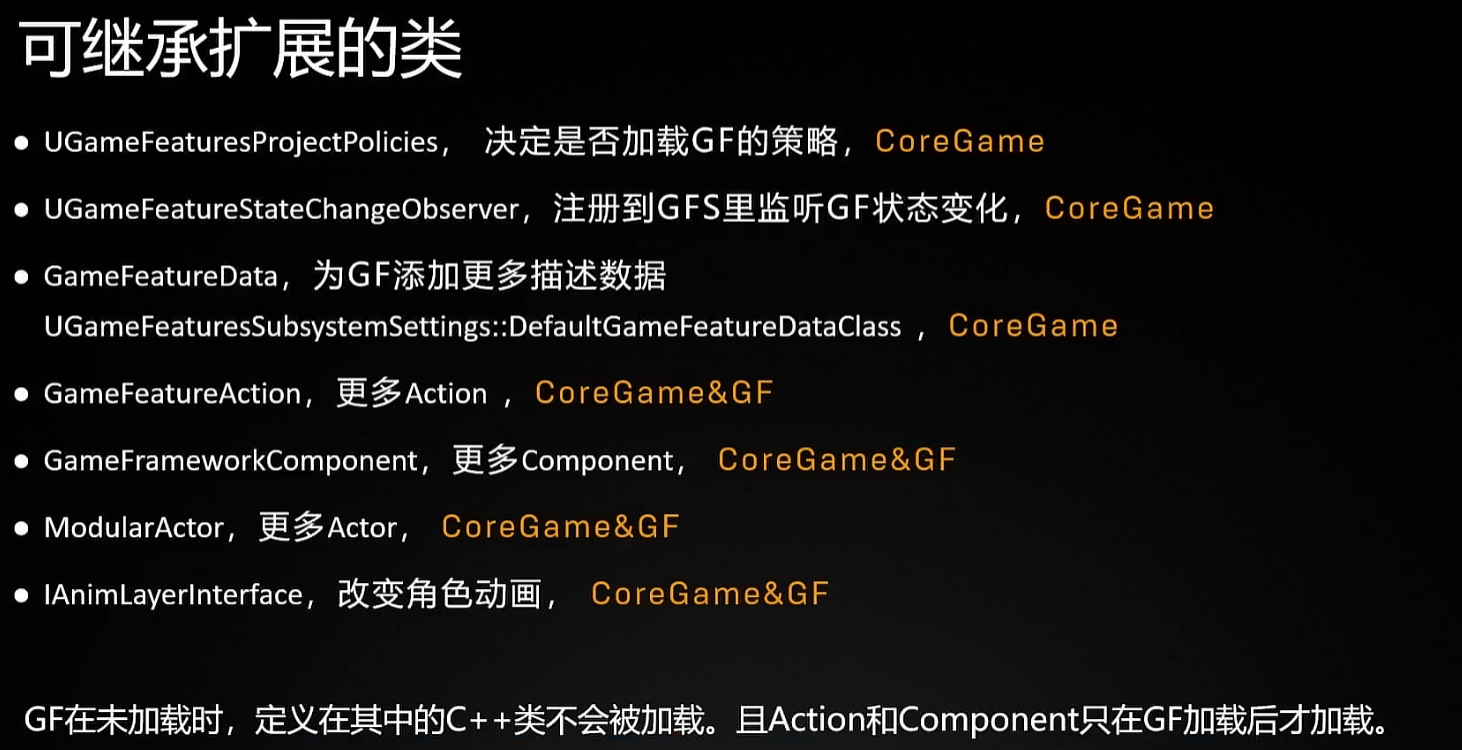 可继承扩展的类
● UGameFeaturesProjectPolicies， 决定是否加载GF的策略，CoreGame
● UGameFeatureStateChangeObserver，注册到GFS里监听GF状态变化，CoreGame
● GameFeatureData，为GF添加更多描述数据
UGameFeaturesSubsystemSettings::DefaultGameFeatureDataClass ，CoreGame
● GameFeatureAction，更多Action ，CoreGame&GF
● GameFrameworkComponent，更多Component， CoreGame&GF
● ModularActor，更多Actor， CoreGame&GF
● IAnimLayerInterface，改变角色动画， CoreGame&GF
GF在未加载时，定义在其中的C++类不会被加载。且Action和Component只在GF加载后才加载。